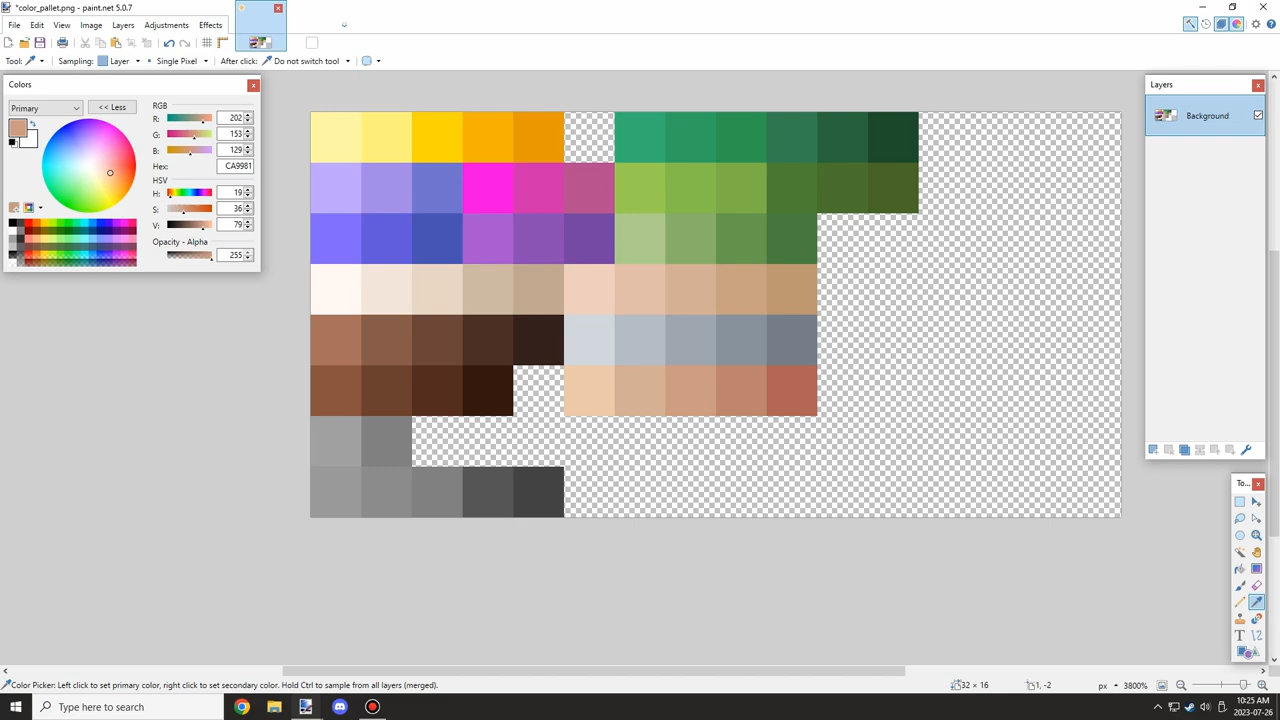 *color_pallet.png - paint.net 5.0.7
File Edit View Image Layers Adjustments Effects
Tool: Sampling: Layer Single Pixel After click: Do not switch tool
Colors
Primary << Less
RGB
R: 202
G: 153
B: 129
Hex: CA9981
HSV
H: 19
S: 36
V: 79
Opacity - Alpha
255
Layers
Background
To...
Color Picker: Left click to set primary color, right click to set secondary color. Hold Ctrl to sample from all layers (merged).
32 × 16
1, -2
px
3800%
Type here to search
10:25 AM
2023-07-26